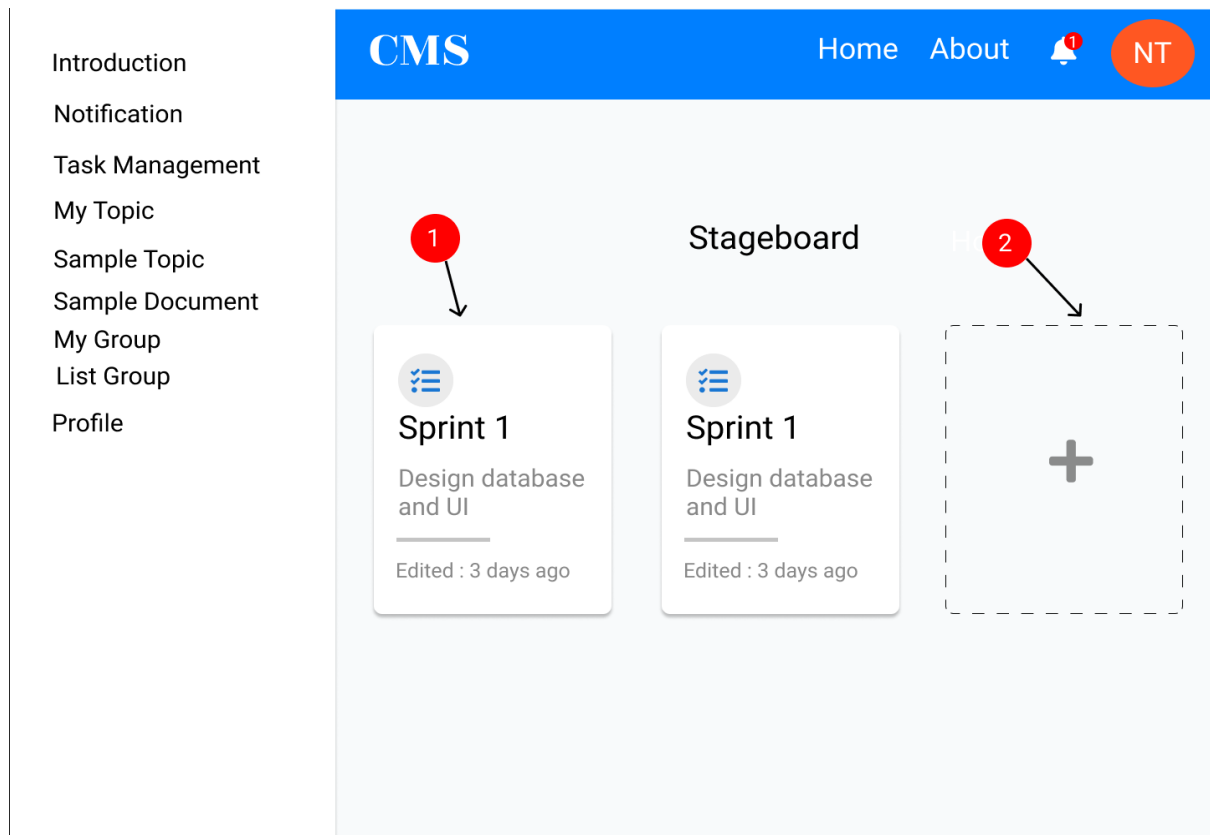 Introduction
Notification
Task Management
My Topic
Sample Topic
Sample Document
My Group
List Group
Profile
CMS
Home
About
1
NT
1
Stageboard
2
Sprint 1
Design database
and UI
Edited : 3 days ago
Sprint 1
Design database
and UI
Edited : 3 days ago